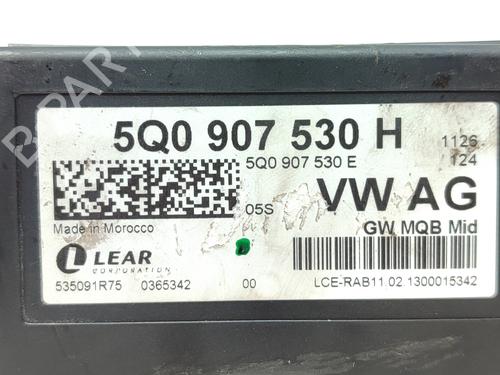 5Q0 907 530 H 1126
5Q0 907 530 E 124
05S VW AG
Made in Morocco GW MQB Mid
LEAR
CORPORATION
535091R75 0365342 00 LCE-RAB11.02.1300015342